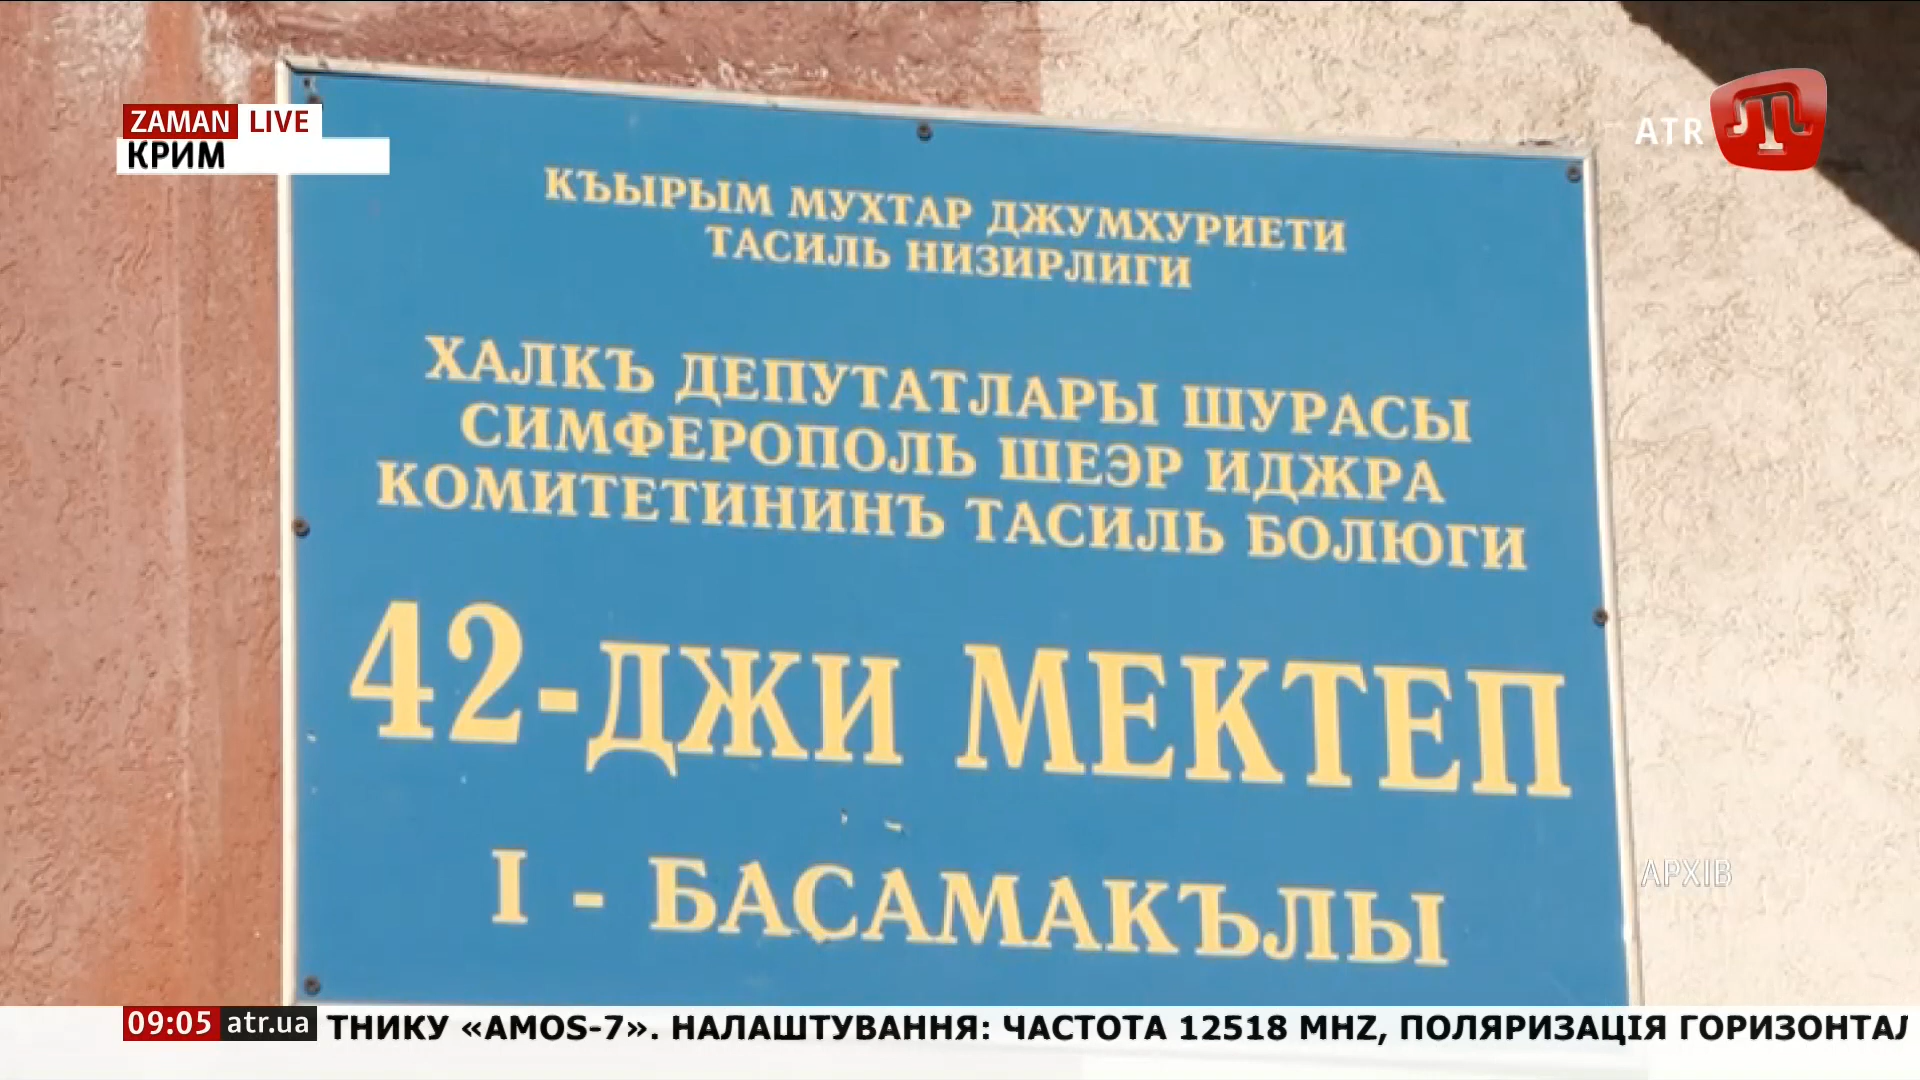 ZAMAN LIVE
КРИМ
ATR
КЪЫРЫМ МУХТАР ДЖУМХУРИЕТИ
ТАСИЛЬ НИЗИРЛИГИ
ХАЛКЪ ДЕПУТАТЛАРЫ ШУРАСЫ
СИМФЕРОПОЛЬ ШЕЭР ИДЖРА
КОМИТЕТИНИНЪ ТАСИЛЬ БОЛЮГИ
42-ДЖИ МЕКТЕП
I - БАСАМАКЪЛЫ
АРХІВ
09:05 atr.ua ТНИКУ «AMOS-7». НАЛАШТУВАННЯ: ЧАСТОТА 12518 MHZ, ПОЛЯРИЗАЦІЯ ГОРИЗОНТАЛ